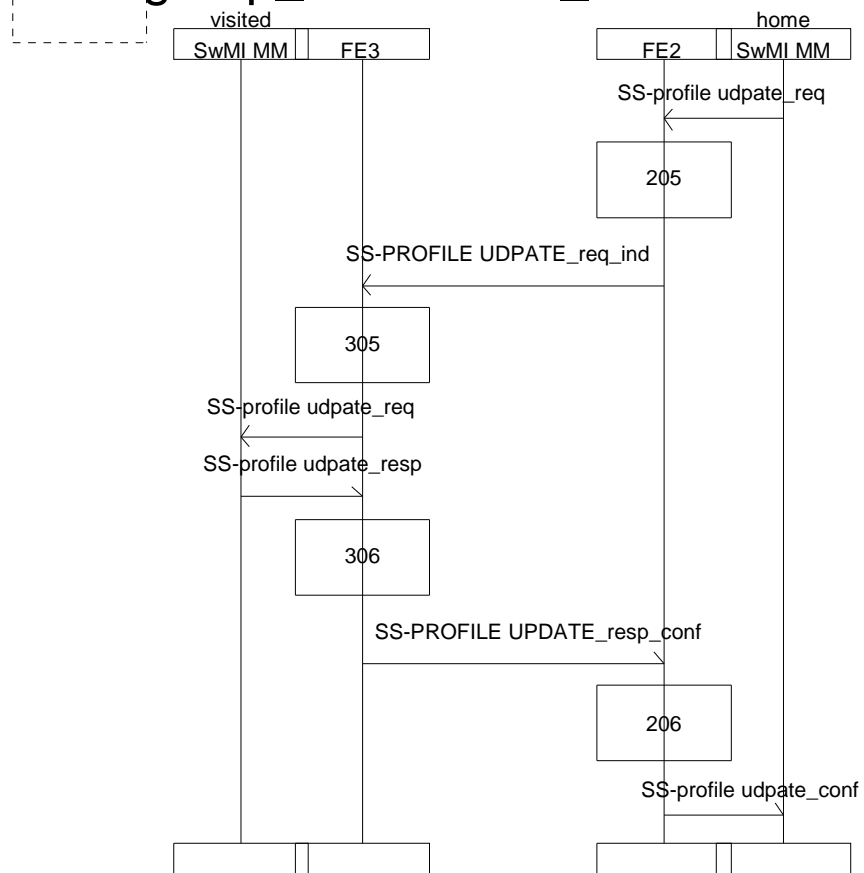 visited
home
SwMI MM FE3 FE2 SwMI MM
SS-profile udpate_req
205
SS-PROFILE UDPATE_req_ind
305
SS-profile udpate_req
SS-profile udpate_resp
306
SS-PROFILE UPDATE_resp_conf
206
SS-profile udpate_conf